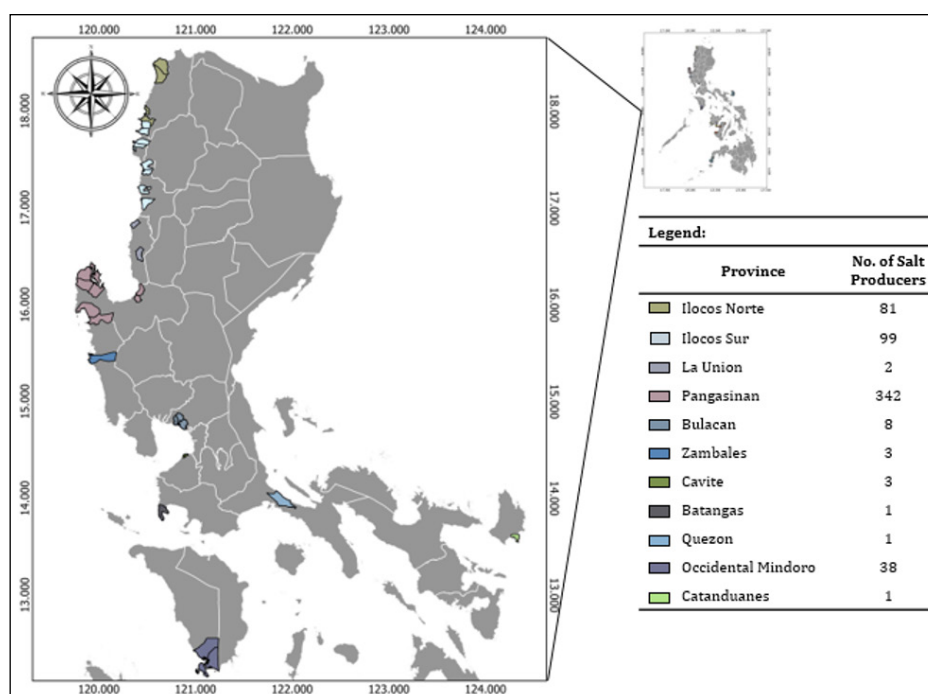 120.000 121.000 122.000 123.000 124.000
18.000
17.000
16.000
15.000
14.000
13.000
18.000
17.000
16.000
15.000
14.000
13.000
120.000 121.000 122.000 123.000 124.000
Legend:
Province No. of Salt Producers
Ilocos Norte 81
Ilocos Sur 99
La Union 2
Pangasinan 342
Bulacan 8
Zambales 3
Cavite 3
Batangas 1
Quezon 1
Occidental Mindoro 38
Catanduanes 1